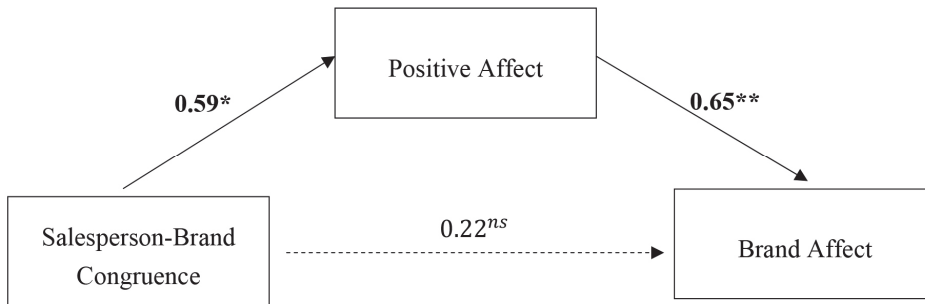 Positive Affect
0.59*
0.65**
Salesperson-Brand
Congruence
0.22ns
Brand Affect